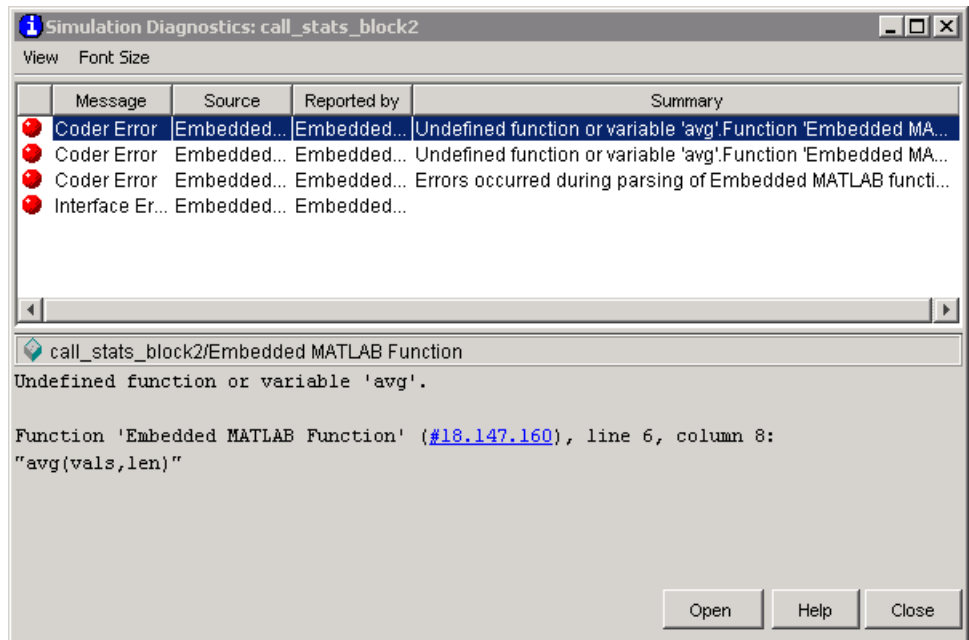 Simulation Diagnostics: call_stats_block2
View Font Size
Message Source Reported by Summary
Coder Error Embedded... Embedded... Undefined function or variable 'avg'.Function 'Embedded MA...
Coder Error Embedded... Embedded... Undefined function or variable 'avg'.Function 'Embedded MA...
Coder Error Embedded... Embedded... Errors occurred during parsing of Embedded MATLAB functi...
Interface Er... Embedded... Embedded...
call_stats_block2/Embedded MATLAB Function
Undefined function or variable 'avg'.
Function 'Embedded MATLAB Function' (#18.147.160), line 6, column 8:
"avg(vals,len)"
Open Help Close